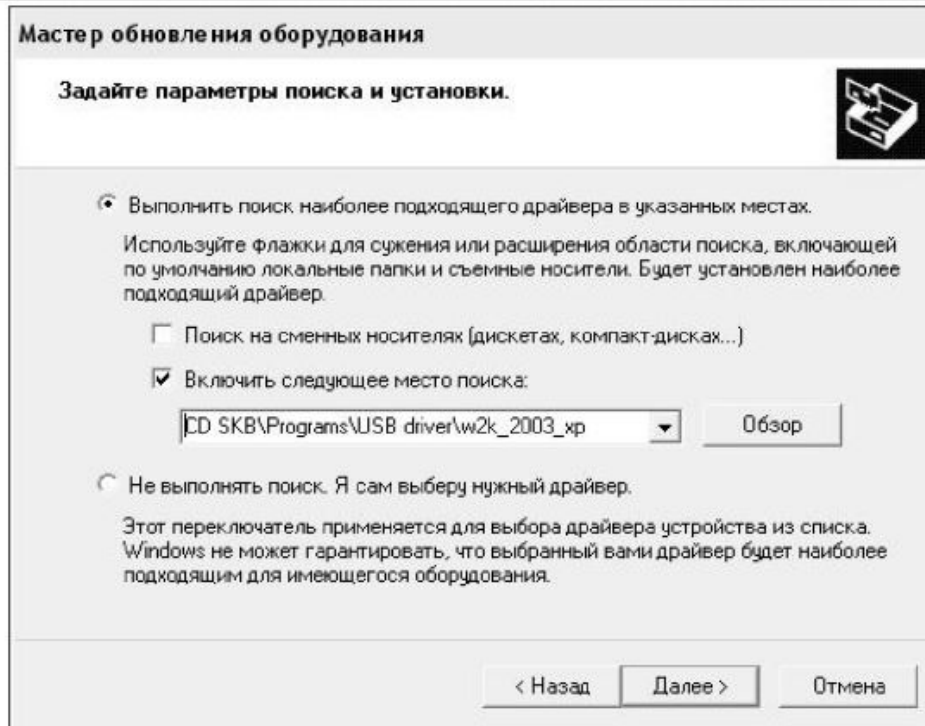 Мастер обновления оборудования
Задайте параметры поиска и установки.
Выполнить поиск наиболее подходящего драйвера в указанных местах.
Используйте флажки для сужения или расширения области поиска, включающей
по умолчанию локальные папки и съемные носители. Будет установлен наиболее
подходящий драйвер.
Поиск на сменных носителях (дискетах, компакт-дисках...)
Включить следующее место поиска:
CD SKB\Programs\USB driver\w2k_2003_xp
Обзор
Не выполнять поиск. Я сам выберу нужный драйвер.
Этот переключатель применяется для выбора драйвера устройства из списка.
Windows не может гарантировать, что выбранный вами драйвер будет наиболее
подходящим для имеющегося оборудования.
< Назад
Далее >
Отмена